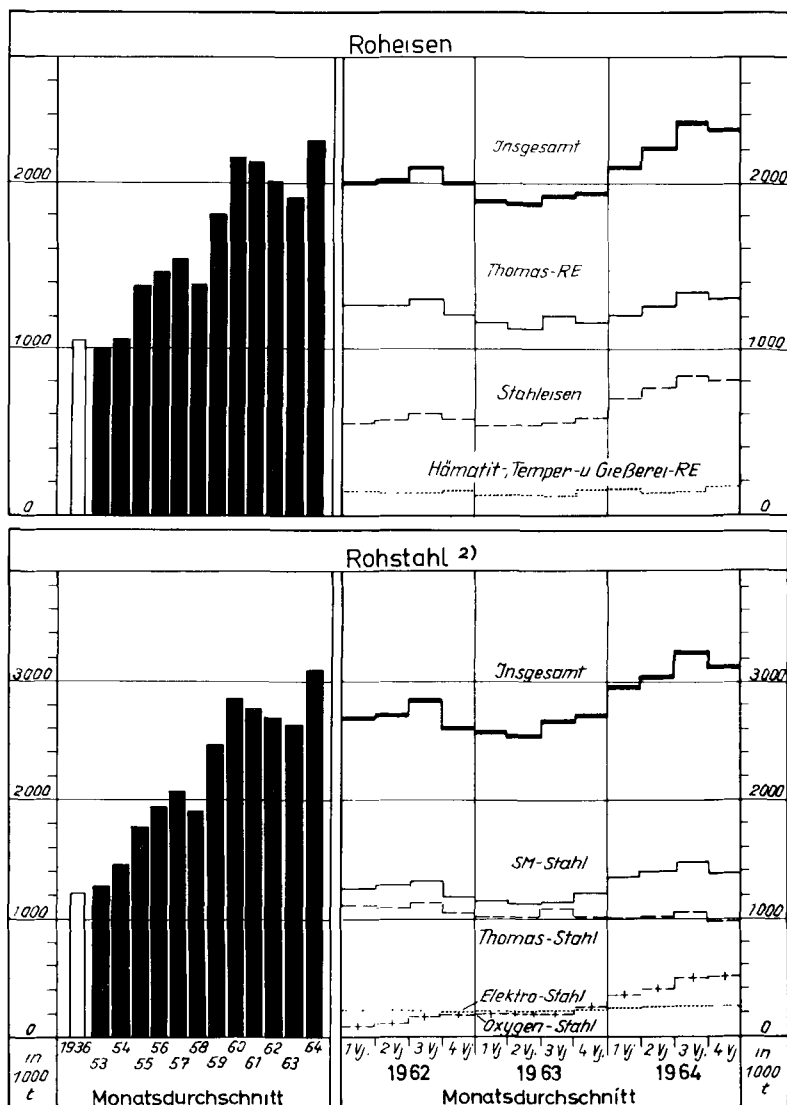 Roheisen
2000
1000
0
Insgesamt
Thomas-RE
Stahleisen
Hämatit-, Temper- u Gießerei-RE
2000
1000
0
Rohstahl 2)
3000
2000
1000
0
Insgesamt
SM-Stahl
Thomas-Stahl
Elektro-Stahl
Oxygen-Stahl
3000
2000
1000
0
1936 54 56 58 60 62 64
53 55 57 59 61 63
1 Vj. 2 Vj 3 Vj 4 Vj 1 Vj 2 Vj. 3 Vj 4 Vj. 1 Vj 2 Vj 3 Vj 4 Vj
1962 1963 1964
in
1000
t
Monatsdurchschnitt
Monatsdurchschnitt
in
1000
t